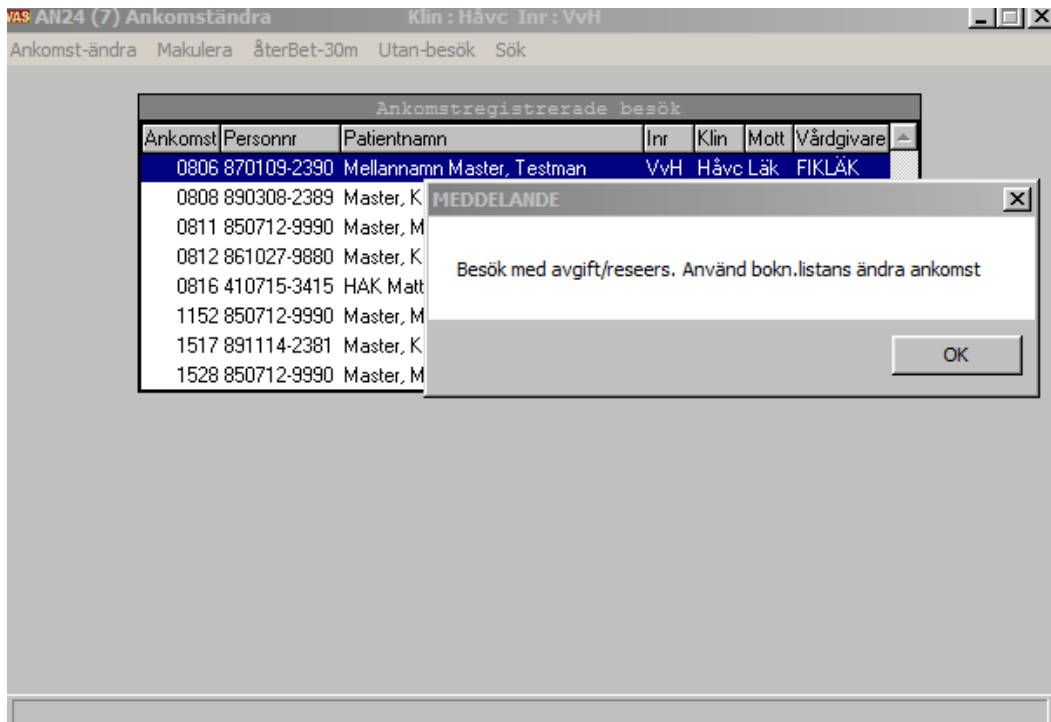 VAS AN24 (7) Ankomständra Klin : Håvc Inr : VvH
Ankomst-ändra Makulera återBet-30m Utan-besök Sök
Ankomstregistrerade besök
Ankomst Personnr Patientnamn Inr Klin Mott Vårdgivare
0806 870109-2390 Mellannamn Master, Testman VvH Håvc Läk FIKLÄK
0808 890308-2389 Master, K
0811 850712-9990 Master, M
0812 861027-9880 Master, K
0816 410715-3415 HAK Matt
1152 850712-9990 Master, M
1517 891114-2381 Master, K
1528 850712-9990 Master, M
MEDDELANDE
Besök med avgift/reseers. Använd bokn.listans ändra ankomst
OK